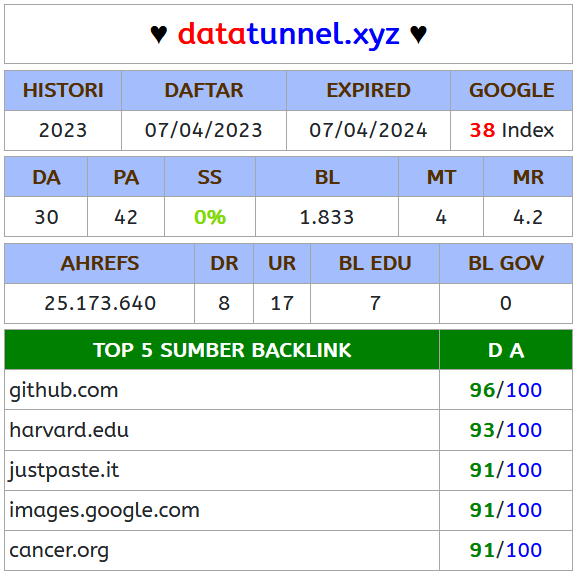 ♥ datatunnel.xyz ♥
HISTORI DAFTAR EXPIRED GOOGLE
2023 07/04/2023 07/04/2024 38 Index
DA PA SS BL MT MR
30 42 0% 1.833 4 4.2
AHREFS DR UR BL EDU BL GOV
25.173.640 8 17 7 0
TOP 5 SUMBER BACKLINK D A
github.com 96/100
harvard.edu 93/100
justpaste.it 91/100
images.google.com 91/100
cancer.org 91/100